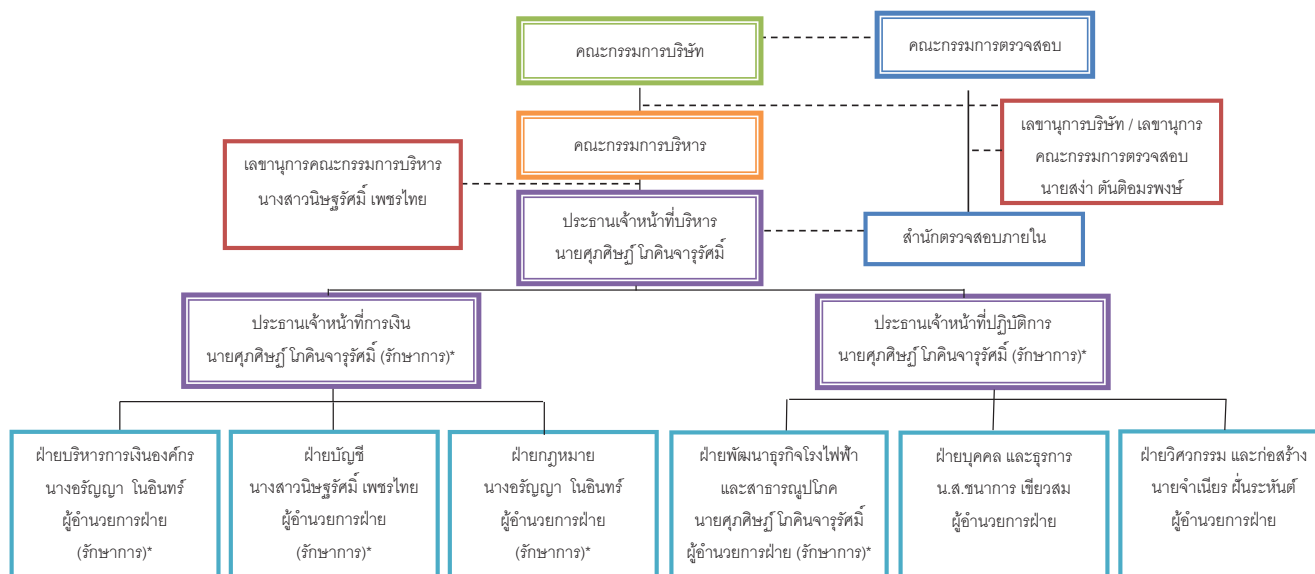 คณะกรรมการบริษัท
คณะกรรมการตรวจสอบ
เลขานุการบริษัท / เลขานุการ
คณะกรรมการตรวจสอบ
นายสง่า ตันติอมรพงษ์
คณะกรรมการบริหาร
เลขานุการคณะกรรมการบริหาร
นางสาวนิษฐรัศมิ์ เพชรไทย
ประธานเจ้าหน้าที่บริหาร
นายศุภศิษฏ์ โภคินจารุรัศมิ์
สำนักตรวจสอบภายใน
ประธานเจ้าหน้าที่การเงิน
นายศุภศิษฏ์ โภคินจารุรัศมิ์ (รักษาการ)*
ประธานเจ้าหน้าที่ปฏิบัติการ
นายศุภศิษฏ์ โภคินจารุรัศมิ์ (รักษาการ)*
ฝ่ายบริหารการเงินองค์กร
นางอรัญญา โนอินทร์
ผู้อำนวยการฝ่าย
(รักษาการ)*
ฝ่ายบัญชี
นางสาวนิษฐรัศมิ์ เพชรไทย
ผู้อำนวยการฝ่าย
(รักษาการ)*
ฝ่ายกฎหมาย
นางอรัญญา โนอินทร์
ผู้อำนวยการฝ่าย
(รักษาการ)*
ฝ่ายพัฒนาธุรกิจโรงไฟฟ้า
และสาธารณูปโภค
นายศุภศิษฏ์ โภคินจารุรัศมิ์
ผู้อำนวยการฝ่าย (รักษาการ)*
ฝ่ายบุคคล และธุรการ
น.ส.ชนาการ เขียวสม
ผู้อำนวยการฝ่าย
ฝ่ายวิศวกรรม และก่อสร้าง
นายจำเนียร ฝั้นระหันต์
ผู้อำนวยการฝ่าย